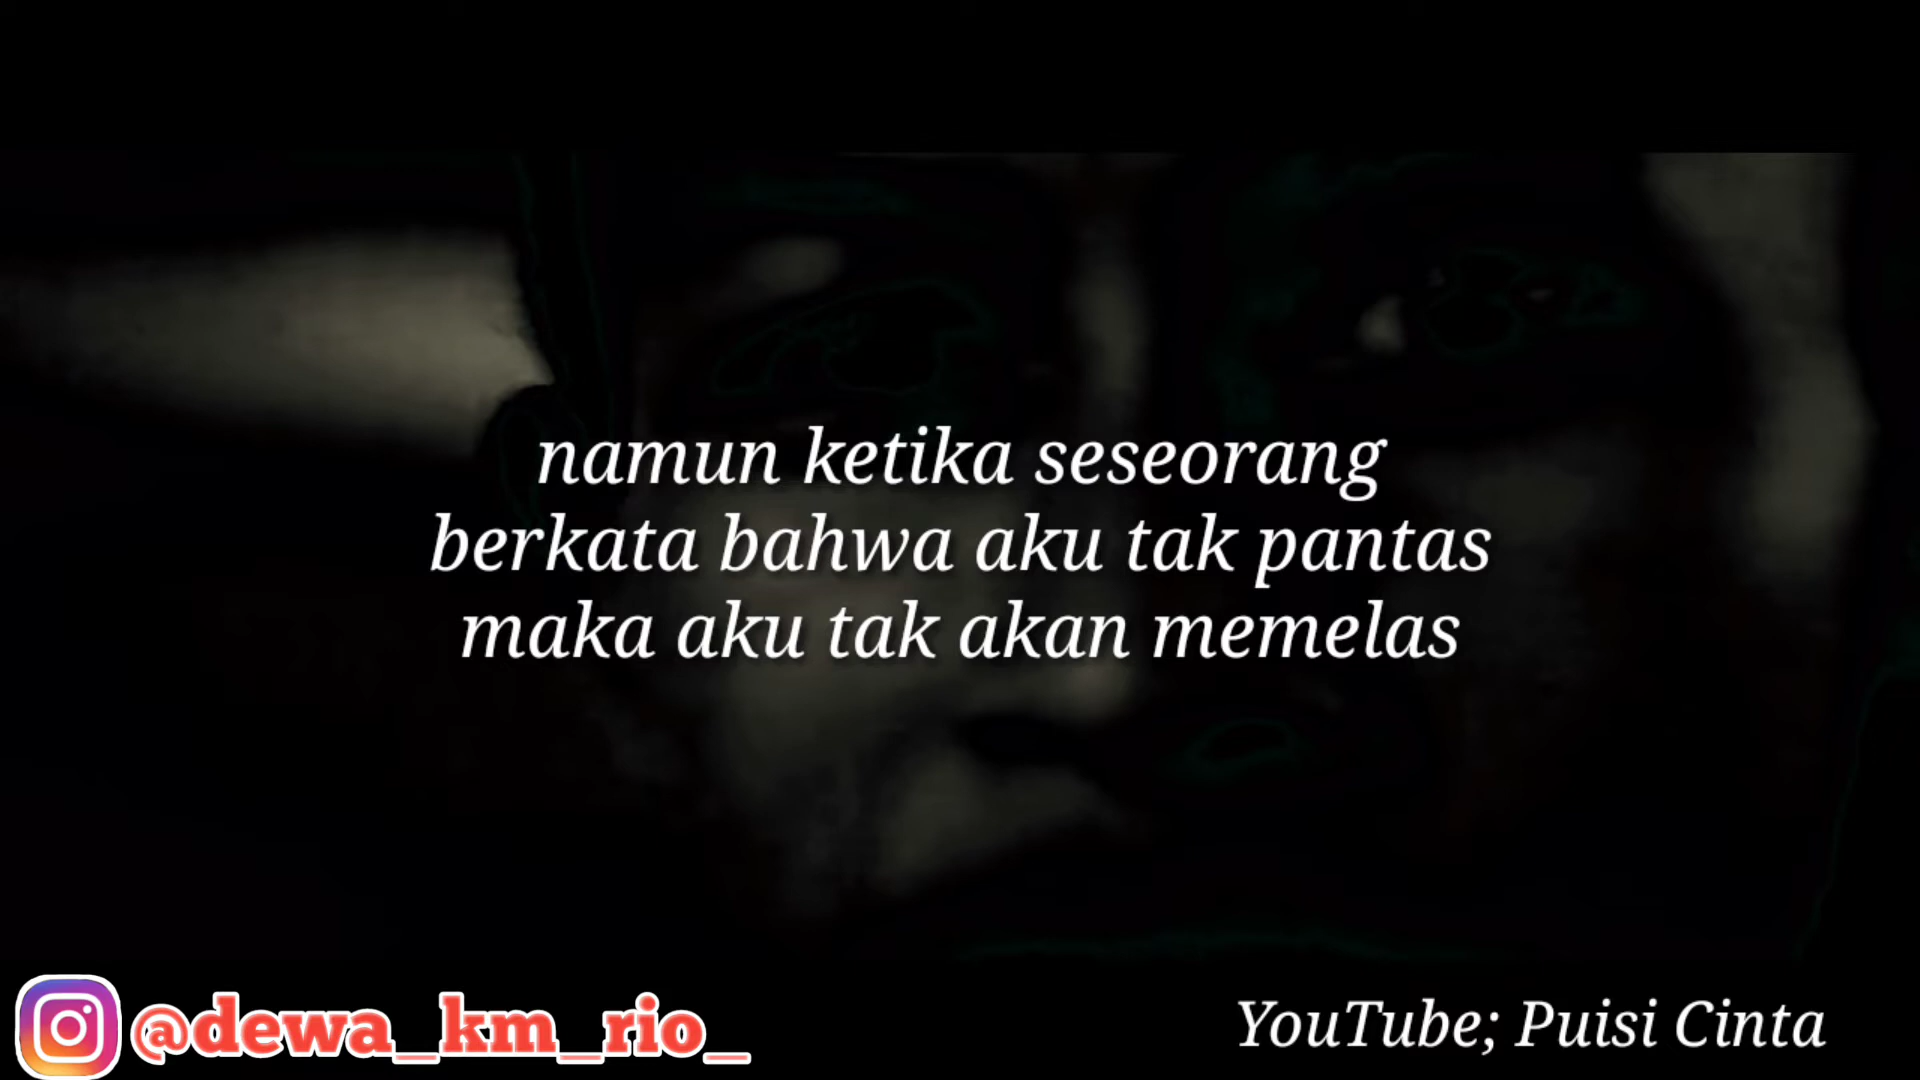 namun ketika seseorang
berkata bahwa aku tak pantas
maka aku tak akan memelas
@dewa_km_rio_
YouTube; Puisi Cinta